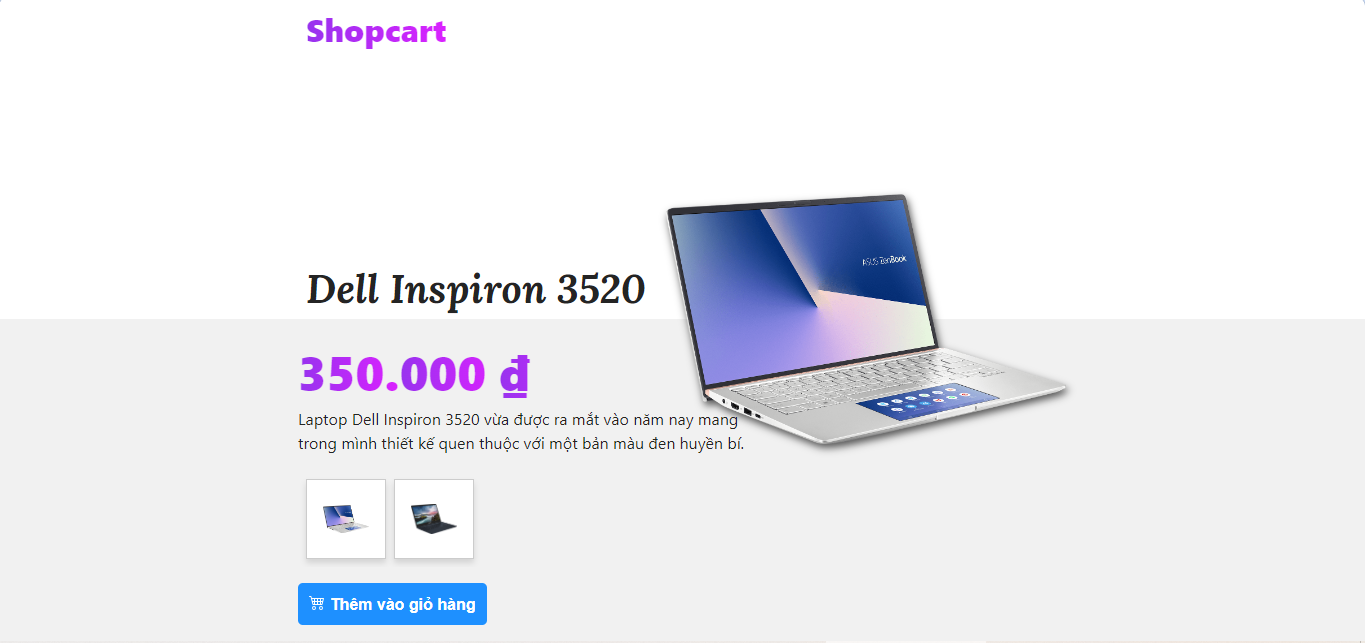 Shopcart
ASUS ZenBook
Dell Inspiron 3520
350.000 ₫
Laptop Dell Inspiron 3520 vừa được ra mắt vào năm nay mang
trong mình thiết kế quen thuộc với một bản màu đen huyền bí.
Thêm vào giỏ hàng